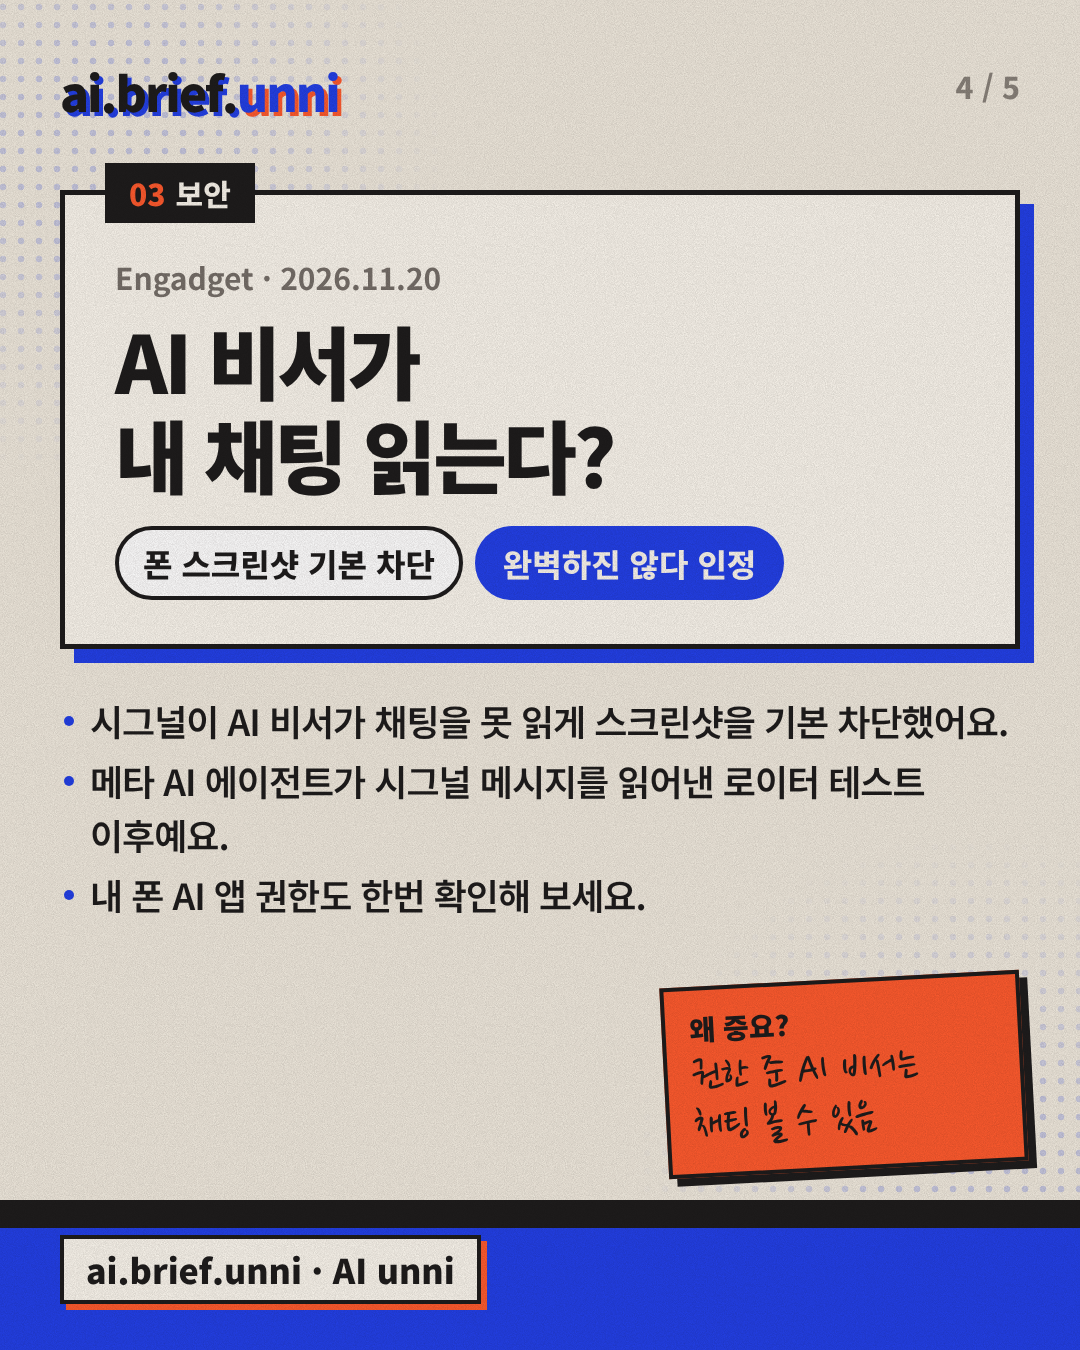 ai.brief.unni
4 / 5
03 보안
Engadget · 2026.11.20
AI 비서가
내 채팅 읽는다?
폰 스크린샷 기본 차단
완벽하진 않다 인정
• 시그널이 AI 비서가 채팅을 못 읽게 스크린샷을 기본 차단했어요.
• 메타 AI 에이전트가 시그널 메시지를 읽어낸 로이터 테스트
이후예요.
• 내 폰 AI 앱 권한도 한번 확인해 보세요.
왜 중요?
권한 준 AI 비서는
채팅 볼 수 있음
ai.brief.unni · AI unni